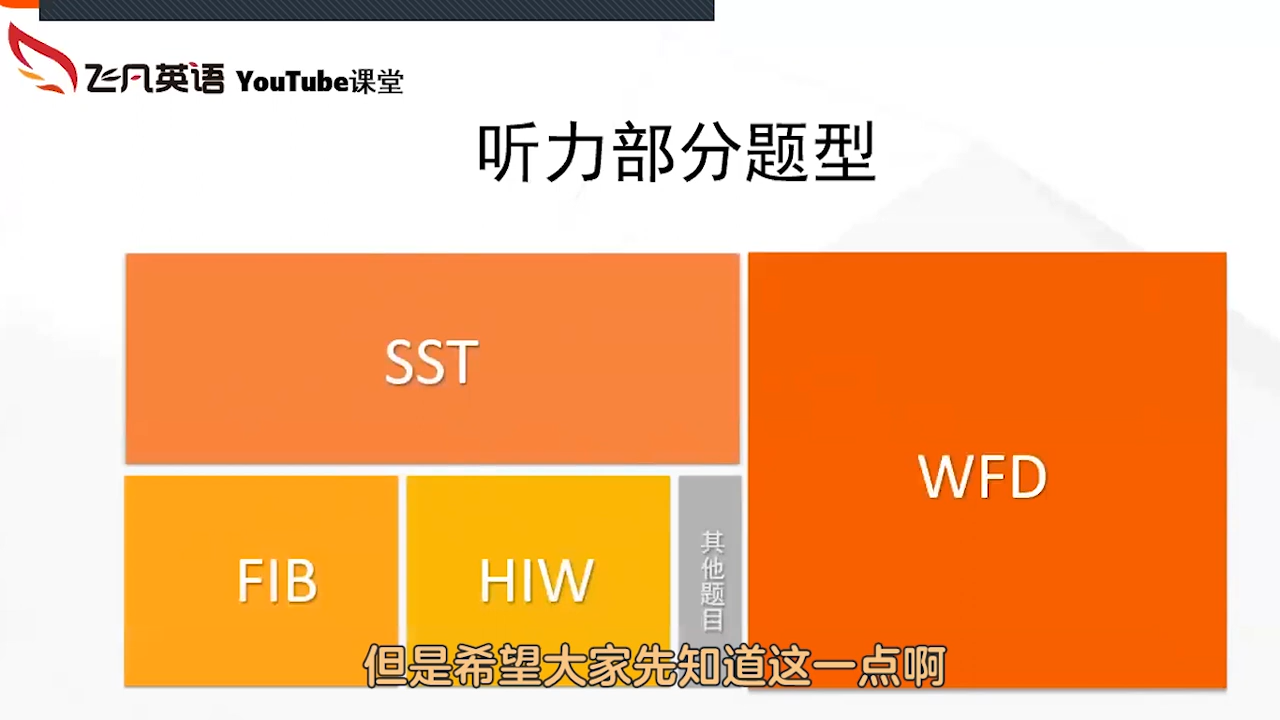 飞凡英语 YouTube课堂
听力部分题型
SST
WFD
FIB
HIW
其他题目
但是希望大家先知道这一点啊